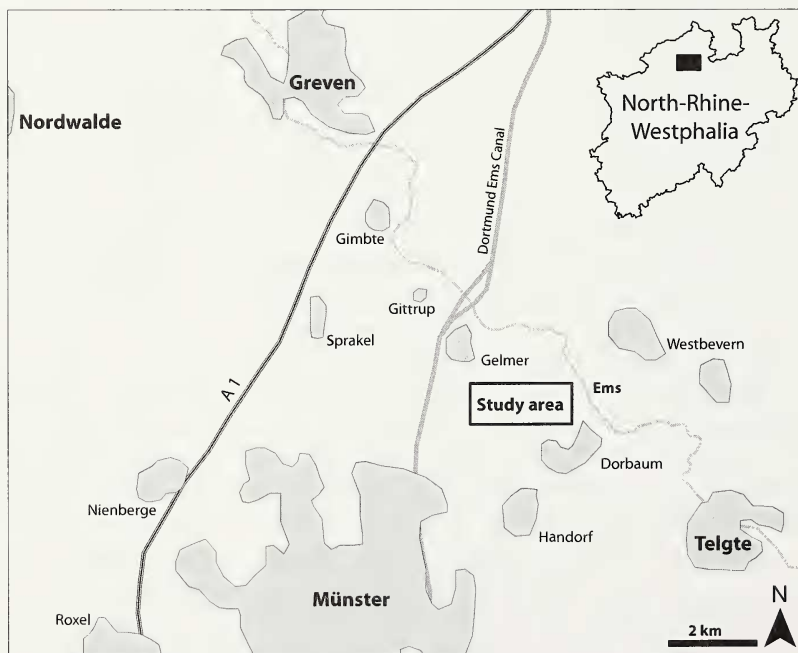 Greven
Nordwalde
North-Rhine-
Westphalia
Dortmund Ems Canal
Gimbte
Gittrup
Sprakel
Gelmer
Westbevern
A 1
Study area
Ems
Dorbaum
Nienberge
Handorf
Telgte
Münster
Roxel
N
2 km